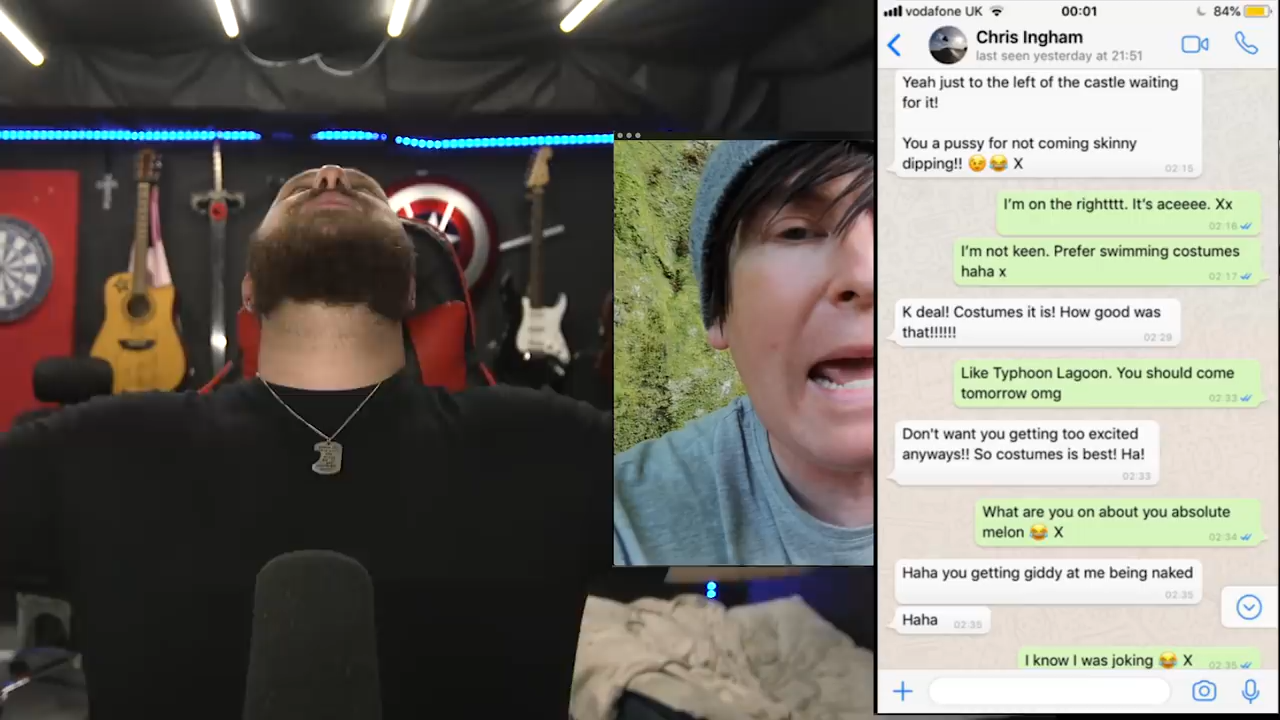 vodafone UK
00:01
84%
Chris Ingham
last seen yesterday at 21:51
Yeah just to the left of the castle waiting
for it!
You a pussy for not coming skinny
dipping!! 😉😂 X
02:15
I'm on the rightttt. It's aceeee. Xx
02:16
I'm not keen. Prefer swimming costumes
haha x
02:17
K deal! Costumes it is! How good was
that!!!!!!
02:29
Like Typhoon Lagoon. You should come
tomorrow omg
02:33
Don't want you getting too excited
anyways!! So costumes is best! Ha!
02:33
What are you on about you absolute
melon 😂 X
02:34
Haha you getting giddy at me being naked
02:35
Haha
02:35
I know I was joking 😂 X
02:35